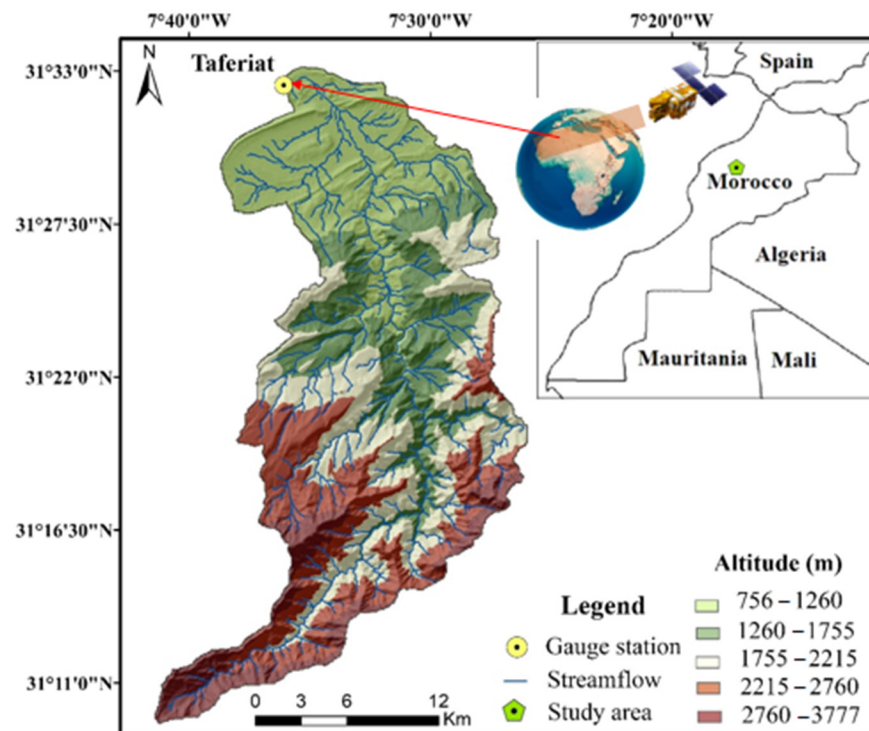 7°40'0"W 7°30'0"W 7°20'0"W
N
Taferiat
31°33'0"N
31°27'30"N
31°22'0"N
31°16'30"N
31°11'0"N
Spain
Morocco
Algeria
Mauritania
Mali
Legend
Gauge station
Streamflow
Study area
Altitude (m)
756 – 1260
1260 – 1755
1755 – 2215
2215 – 2760
2760 – 3777
0 3 6 12
Km